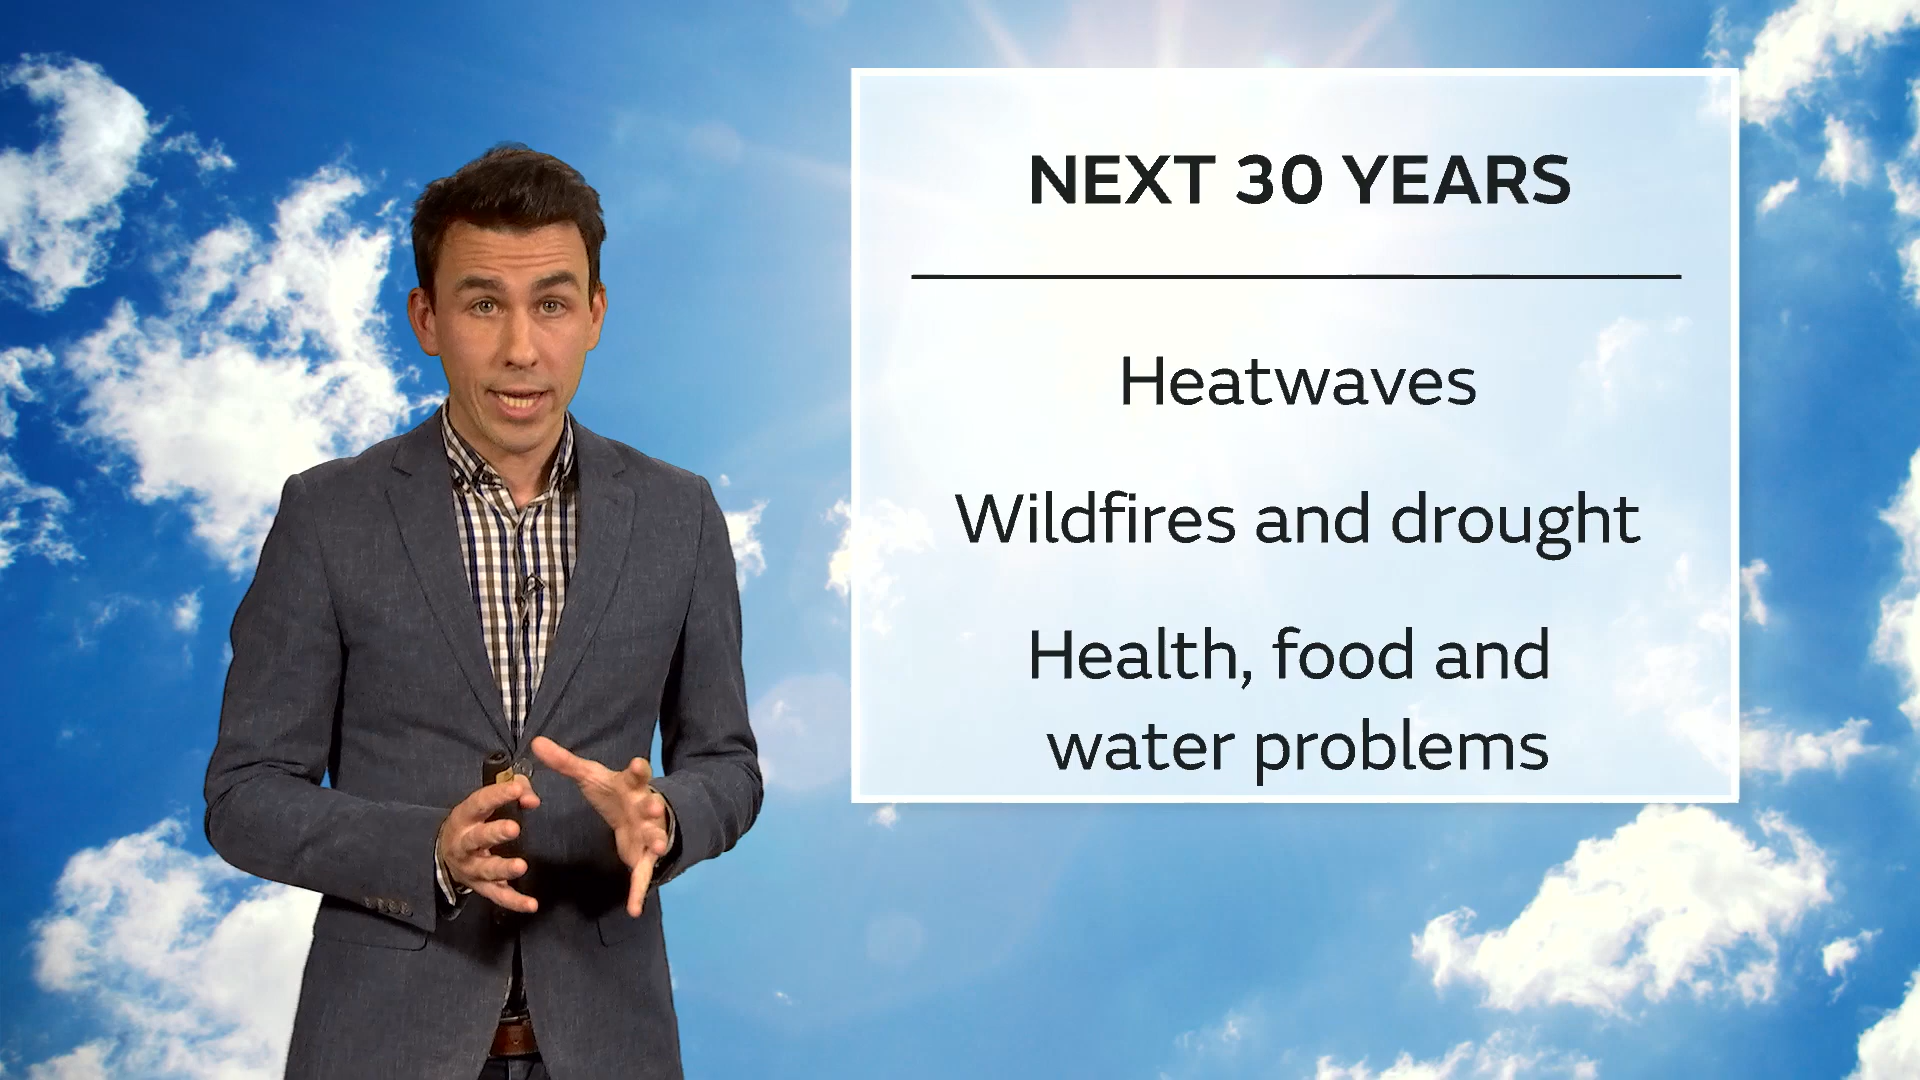 NEXT 30 YEARS
Heatwaves
Wildfires and drought
Health, food and
water problems